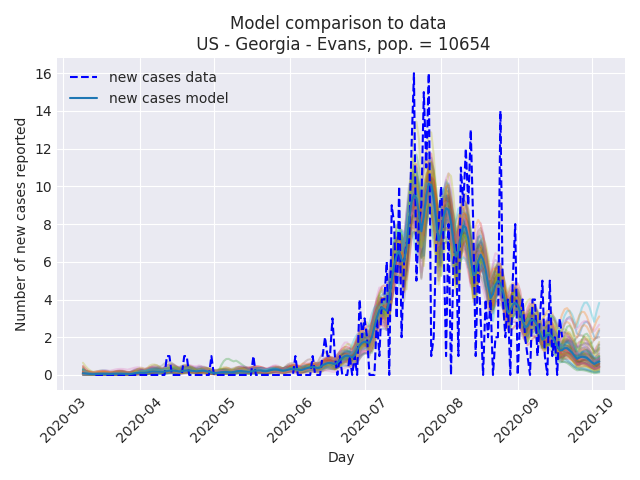 Model comparison to data
US - Georgia - Evans, pop. = 10654
new cases data
new cases model
Number of new cases reported
16
14
12
10
8
6
4
2
0
2020-03
2020-04
2020-05
2020-06
2020-07
2020-08
2020-09
2020-10
Day